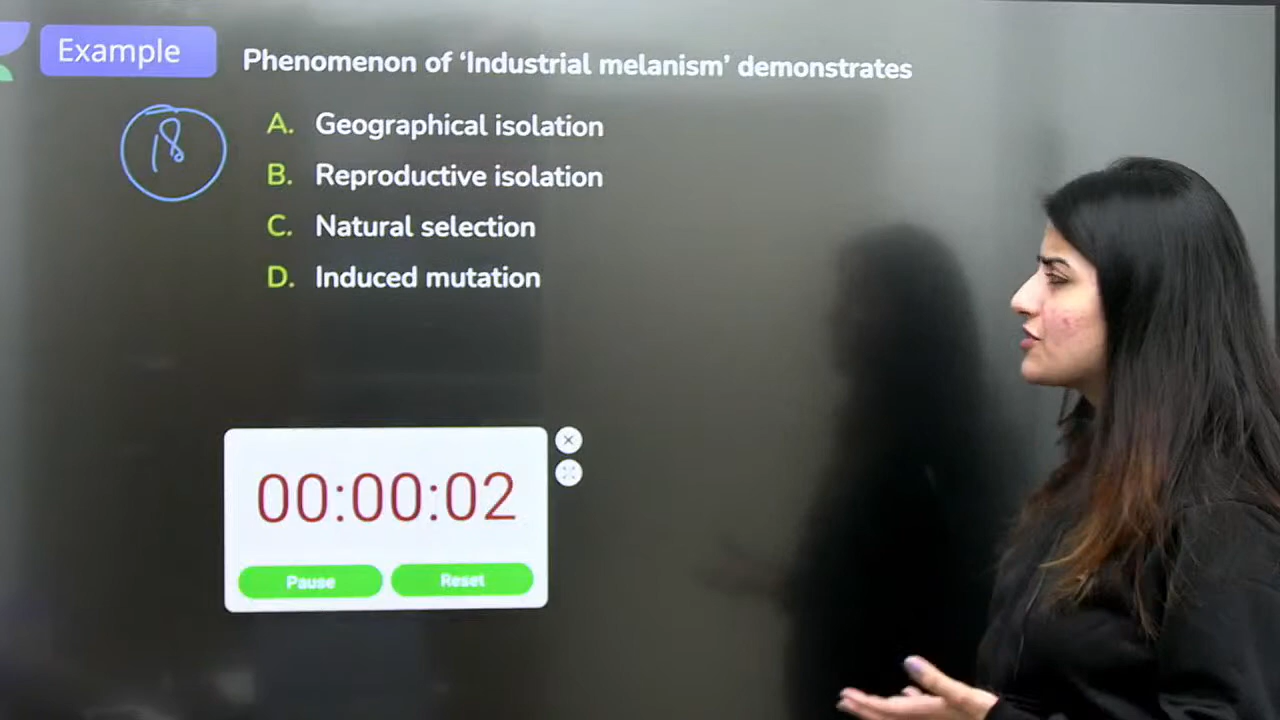 Example
Phenomenon of ‘Industrial melanism’ demonstrates
18
A. Geographical isolation
B. Reproductive isolation
C. Natural selection
D. Induced mutation
00:00:02
Pause
Reset